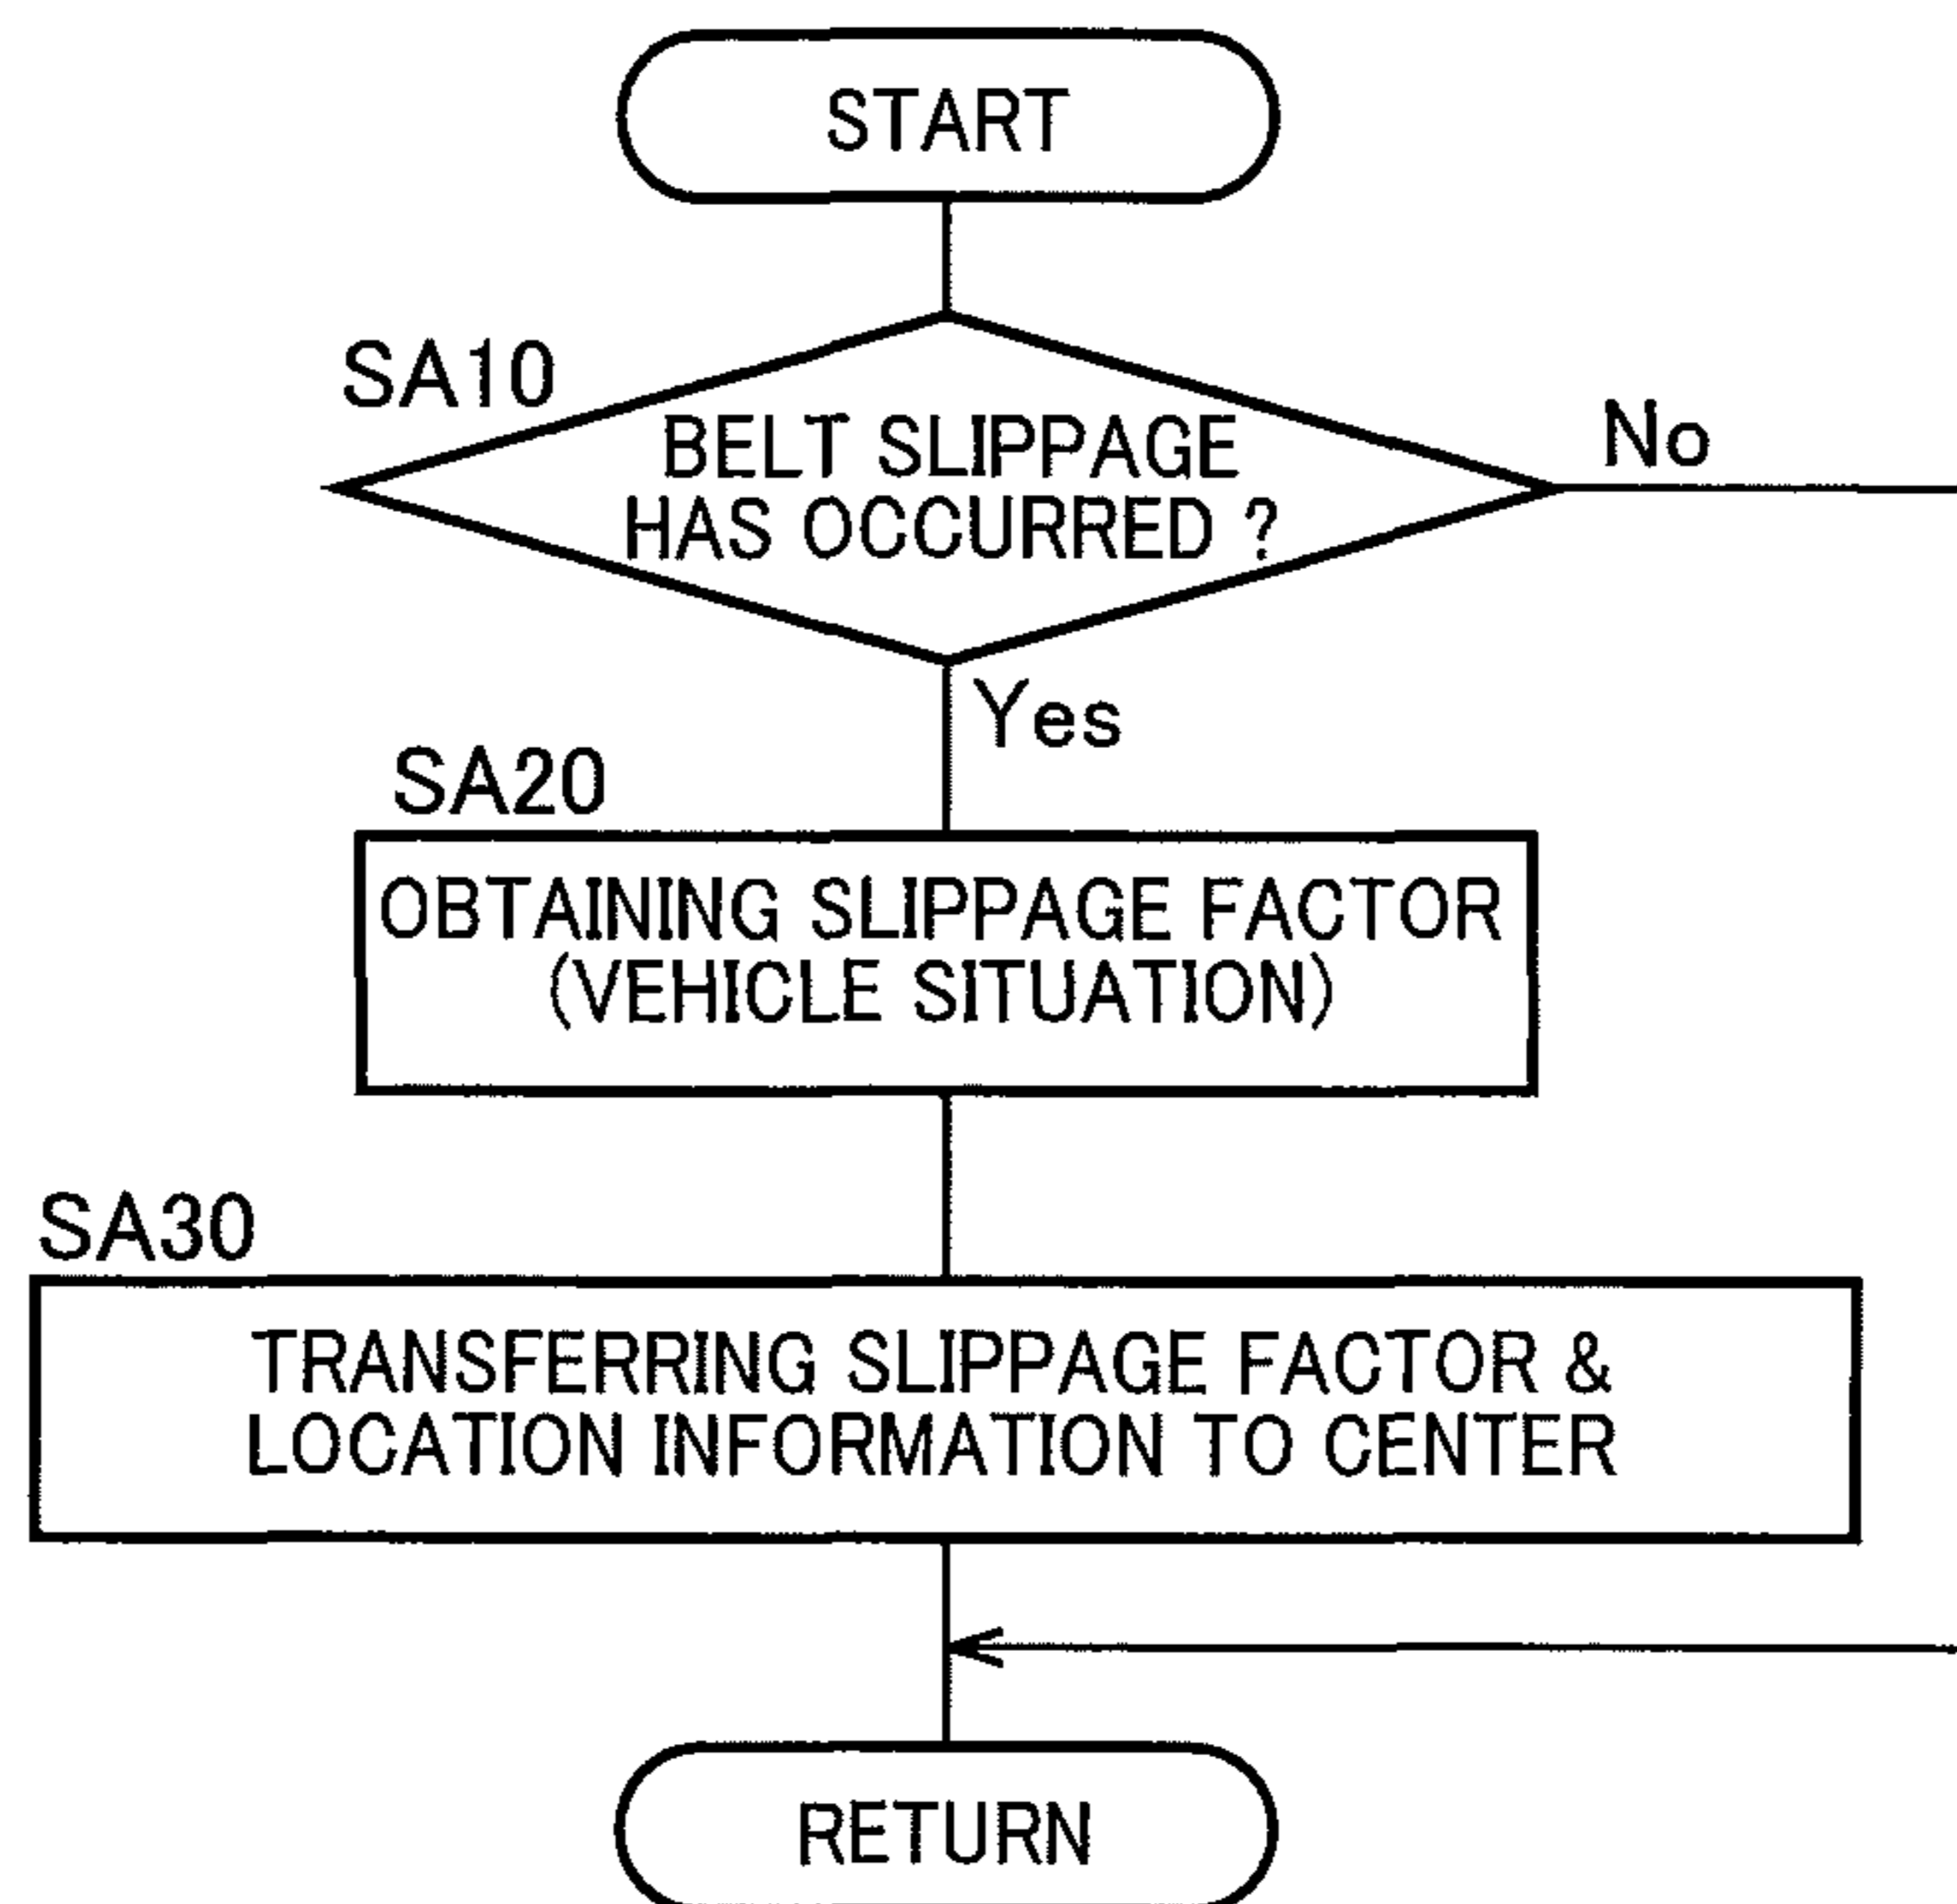 START
SA10
BELT SLIPPAGE
HAS OCCURRED ?
No
Yes
SA20
OBTAINING SLIPPAGE FACTOR
(VEHICLE SITUATION)
SA30
TRANSFERRING SLIPPAGE FACTOR &
LOCATION INFORMATION TO CENTER
RETURN